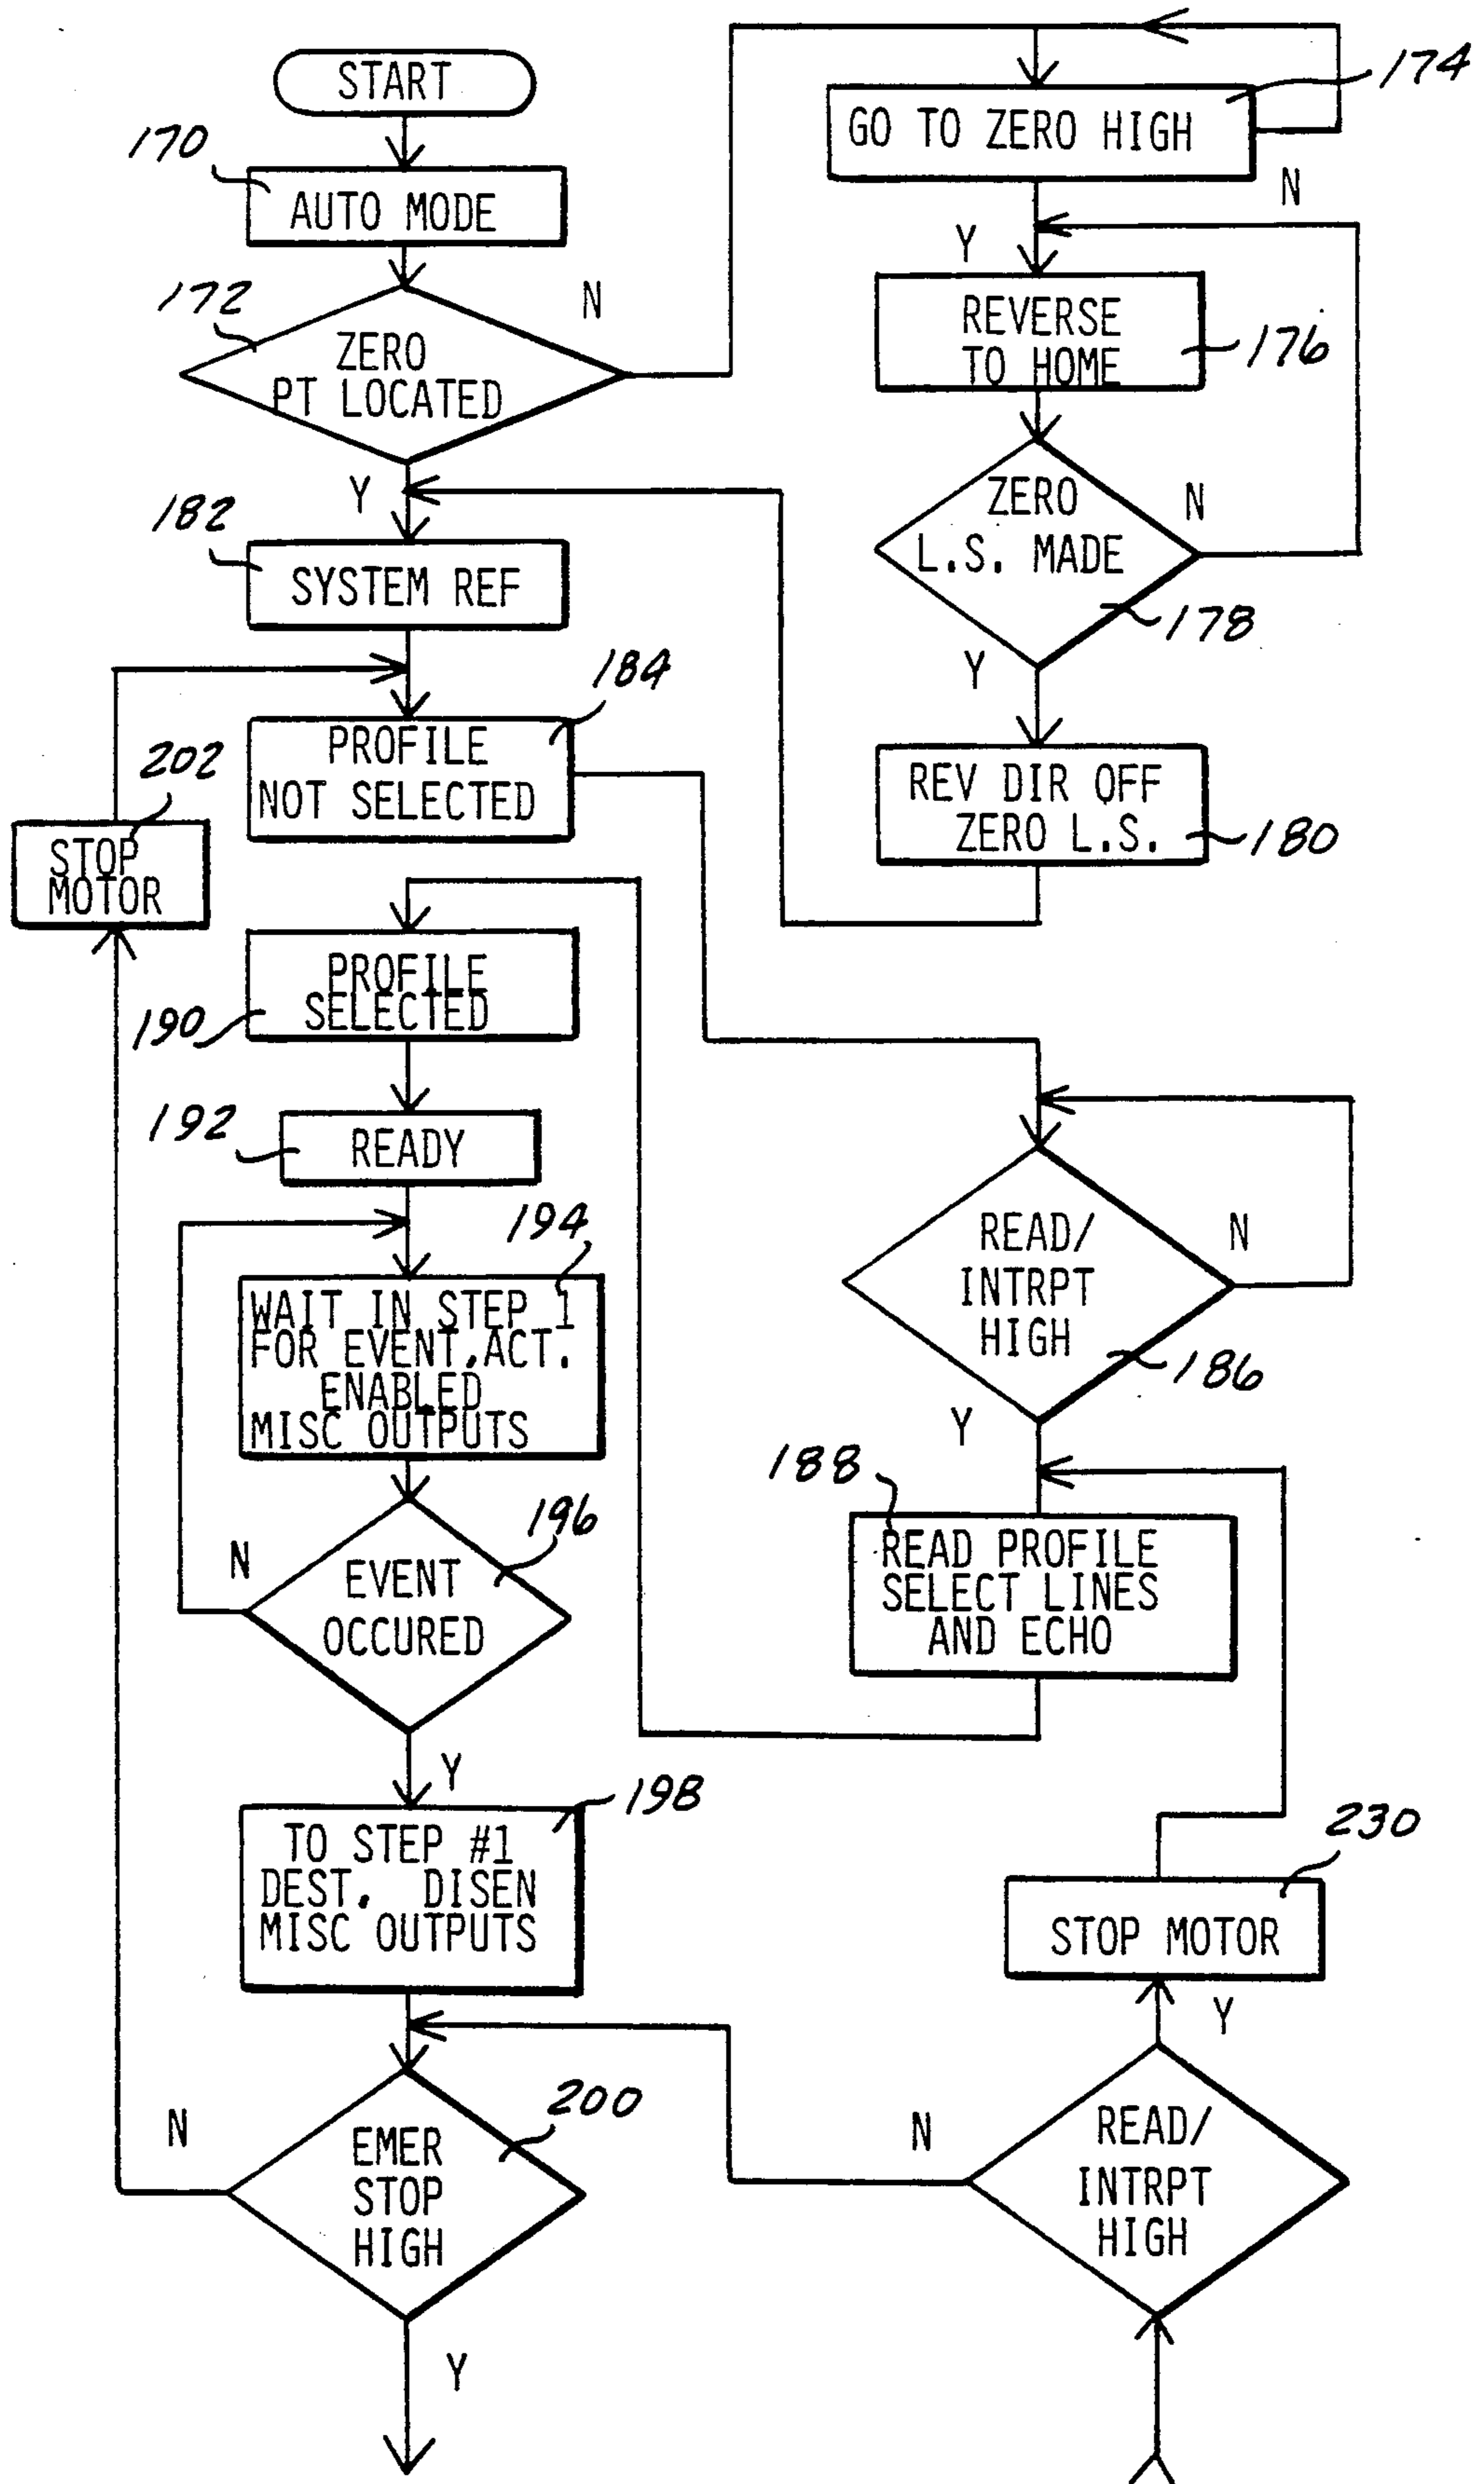 START
170
AUTO MODE
172
ZERO
PT LOCATED
N
Y
174
GO TO ZERO HIGH
N
Y
REVERSE
TO HOME
176
ZERO
L.S. MADE
N
178
Y
REV DIR OFF
ZERO L.S.
180
182
SYSTEM REF
184
PROFILE
NOT SELECTED
202
STOP
MOTOR
PROFILE
SELECTED
190
192
READY
194
WAIT IN STEP 1
FOR EVENT, ACT.
ENABLED
MISC OUTPUTS
196
N
EVENT
OCCURED
Y
READ/
INTRPT
HIGH
N
186
Y
188
READ PROFILE
SELECT LINES
AND ECHO
198
TO STEP #1
DEST. DISEN
MISC OUTPUTS
230
STOP MOTOR
Y
200
N
EMER
STOP
HIGH
Y
N
READ/
INTRPT
HIGH